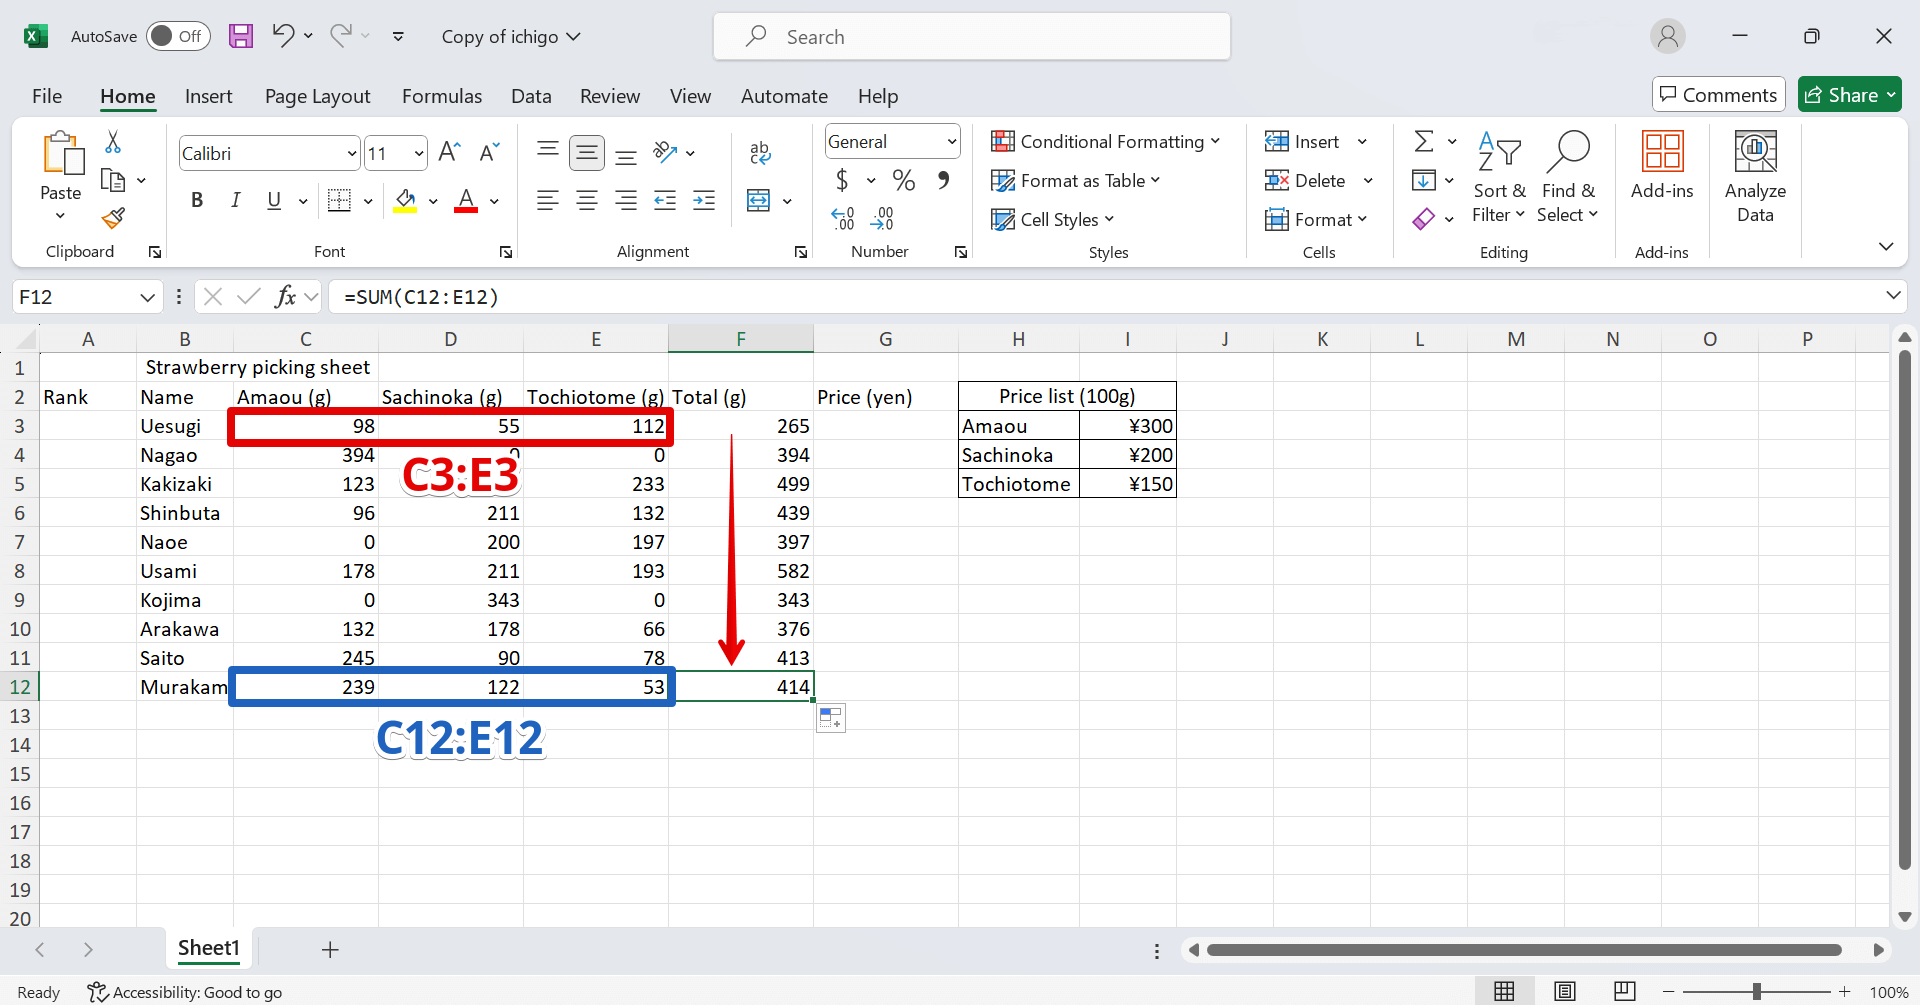 AutoSave Off Copy of ichigo Search
File Home Insert Page Layout Formulas Data Review View Automate Help Comments Share
Paste
Clipboard
Calibri 11
B I U
Font
ab
Alignment
General
$ % ,
Number
Conditional Formatting
Format as Table
Cell Styles
Styles
Insert
Delete
Format
Cells
Sort & Filter
Find & Select
Editing
Add-ins
Add-ins
Analyze Data
F12 fx =SUM(C12:E12)
A B C D E F G H I J K L M N O P
1 Strawberry picking sheet
2 Rank Name Amaou (g) Sachinoka (g) Tochiotome (g) Total (g) Price (yen) Price list (100g)
3 Uesugi 98 55 112 265 Amaou ¥300
4 Nagao 394 0 394 Sachinoka ¥200
C3:E3
5 Kakizaki 123 233 499 Tochiotome ¥150
6 Shinbuta 96 211 132 439
7 Naoe 0 200 197 397
8 Usami 178 211 193 582
9 Kojima 0 343 0 343
10 Arakawa 132 178 66 376
11 Saito 245 90 78 413
12 Murakam 239 122 53 414
13
C12:E12
14
15
16
17
18
19
20
Sheet1
Ready Accessibility: Good to go 100%